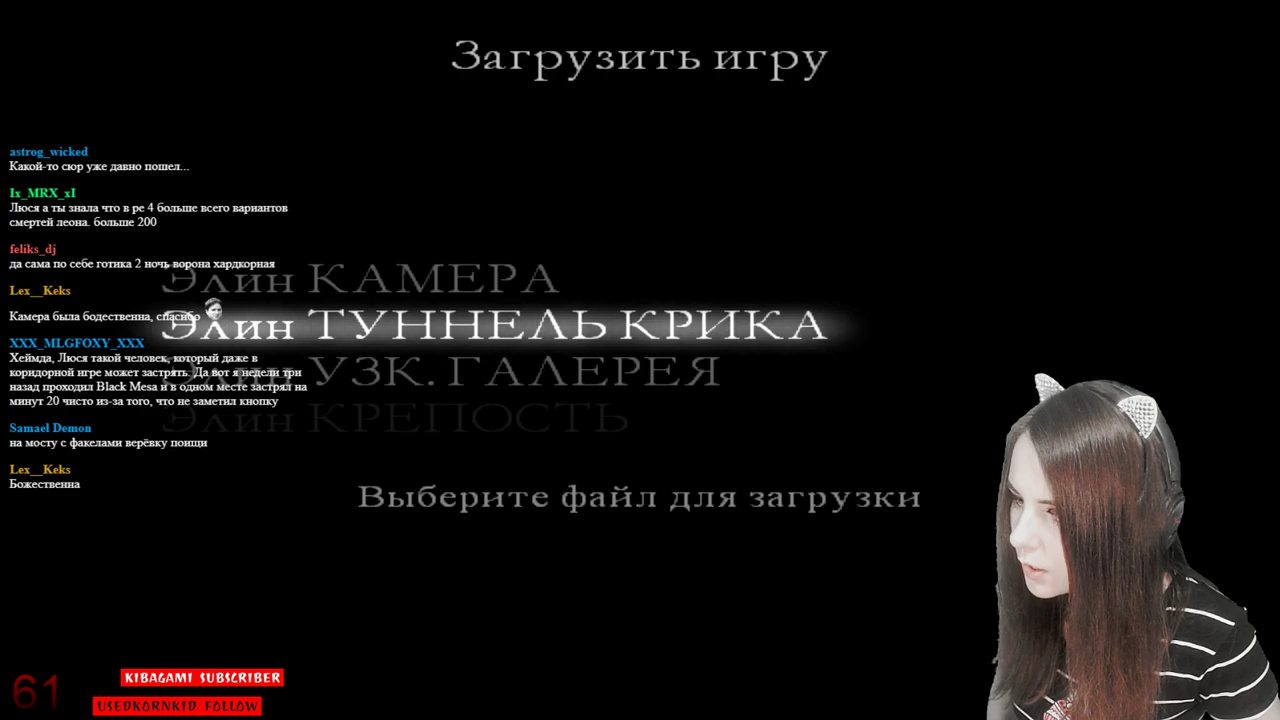 Загрузить игру
astrog_wicked
Какой-то сюр уже давно пошел...
Ix_MRX_xI
Люся а ты знала что в ре 4 больше всего вариантов
смертей леона. больше 200
feliks_dj
да сама по себе готика 2 ночь ворона хардкорная
Lex__Keks
Камера была бодественна, спасибо
XXX_MLGFOXY_XXX
Хеймда, Люся такой человек, который даже в
коридорной игре может застрять. Да вот я недели три
назад проходил Black Mesa и в одном месте застрял на
минут 20 чисто из-за того, что не заметил кнопку
Samael Demon
на мосту с факелами верёвку поищи
Lex__Keks
Божественна
Элин КАМЕРА
Элин ТУННЕЛЬ КРИКА
Элин УЗК. ГАЛЕРЕЯ
Элин КРЕПОСТЬ
Выберите файл для загрузки
61
KIBAGAMI SUBSCRIBER
USEDKORNKID FOLLOW